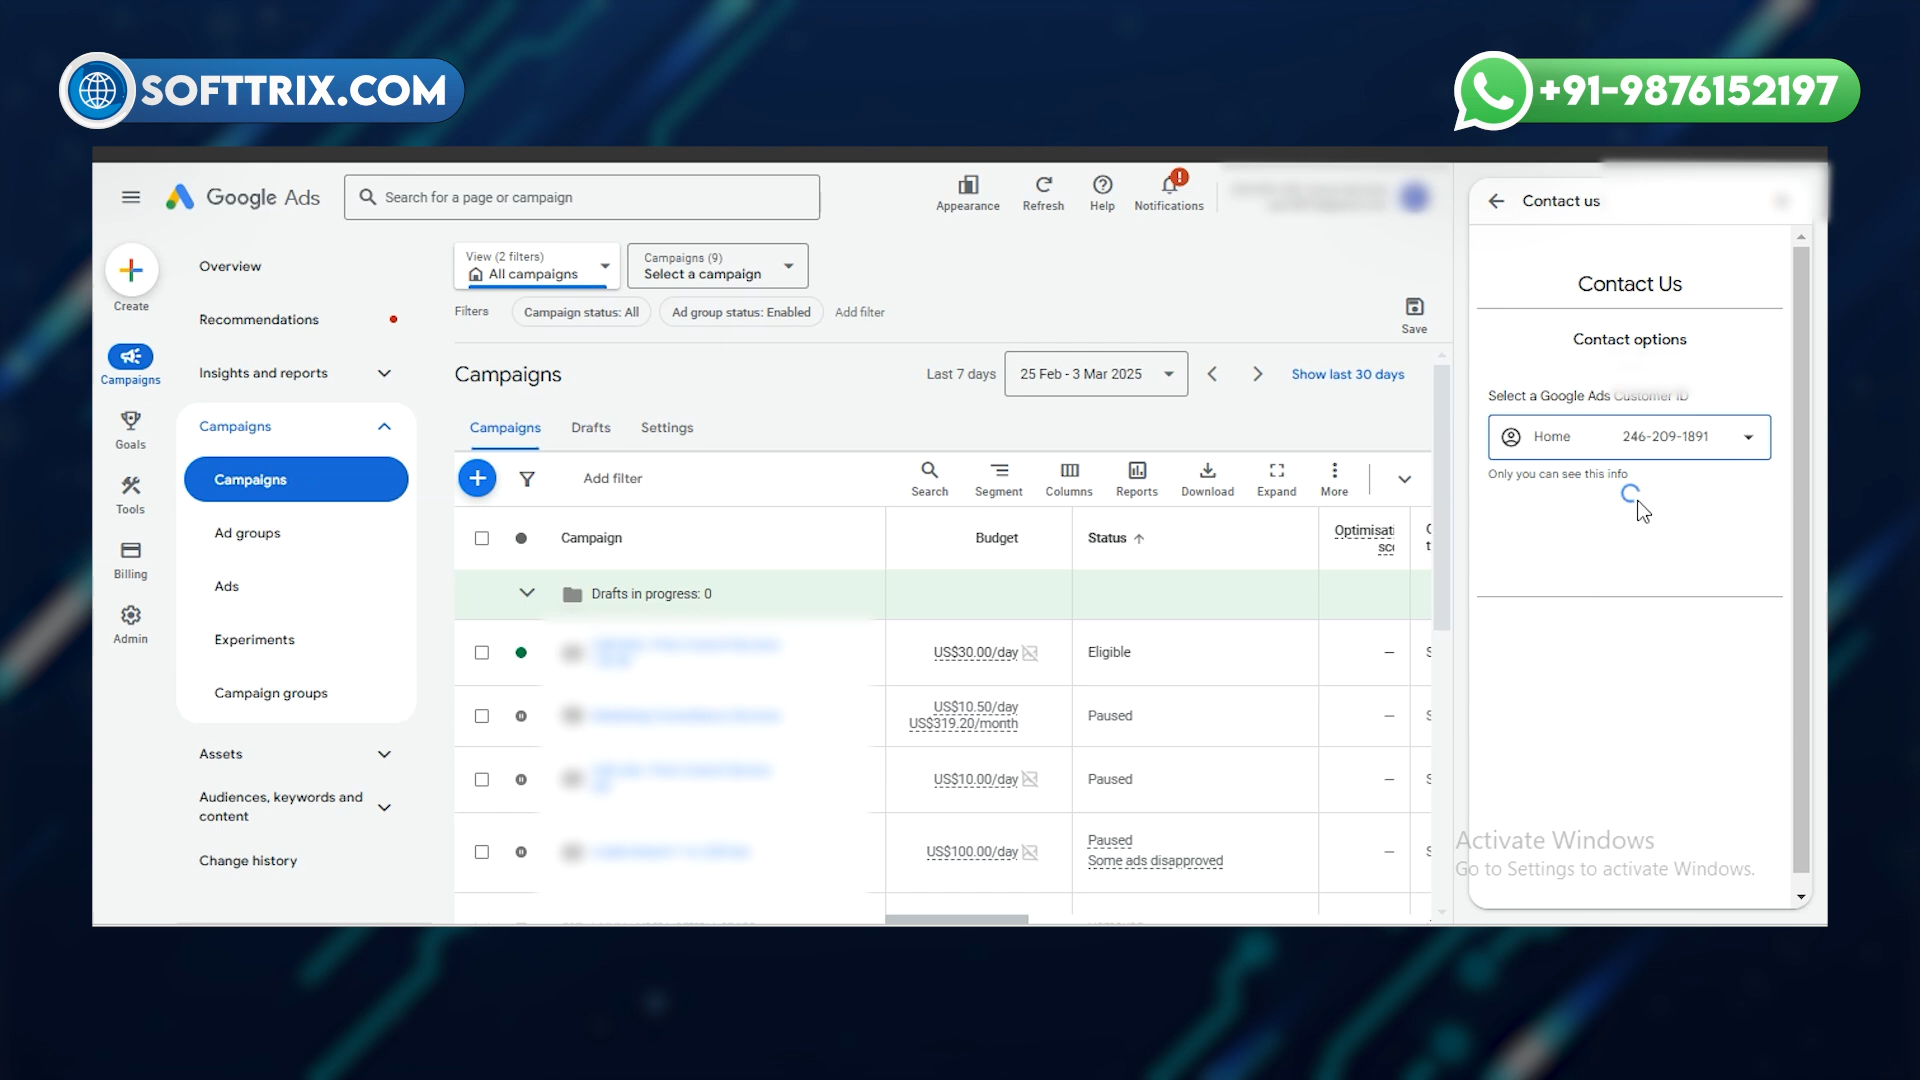 SOFTTRIX.COM
+91-9876152197
Google Ads
Search for a page or campaign
Appearance
Refresh
Help
Notifications
Create
Campaigns
Goals
Tools
Billing
Admin
Overview
Recommendations
Insights and reports
Campaigns
Campaigns
Ad groups
Ads
Experiments
Campaign groups
Assets
Audiences, keywords and
content
Change history
View (2 filters)
All campaigns
Campaigns (9)
Select a campaign
Filters
Campaign status: All
Ad group status: Enabled
Add filter
Save
Campaigns
Last 7 days
25 Feb - 3 Mar 2025
Show last 30 days
Campaigns
Drafts
Settings
Add filter
Search
Segment
Columns
Reports
Download
Expand
More
Campaign
Budget
Status
Optimisati
sco
Drafts in progress: 0
US$30.00/day
Eligible
US$10.50/day
US$319.20/month
Paused
US$10.00/day
Paused
US$100.00/day
Paused
Some ads disapproved
Contact us
Contact Us
Contact options
Select a Google Ads Customer ID
Home 246-209-1891
Only you can see this info
Activate Windows
Go to Settings to activate Windows.